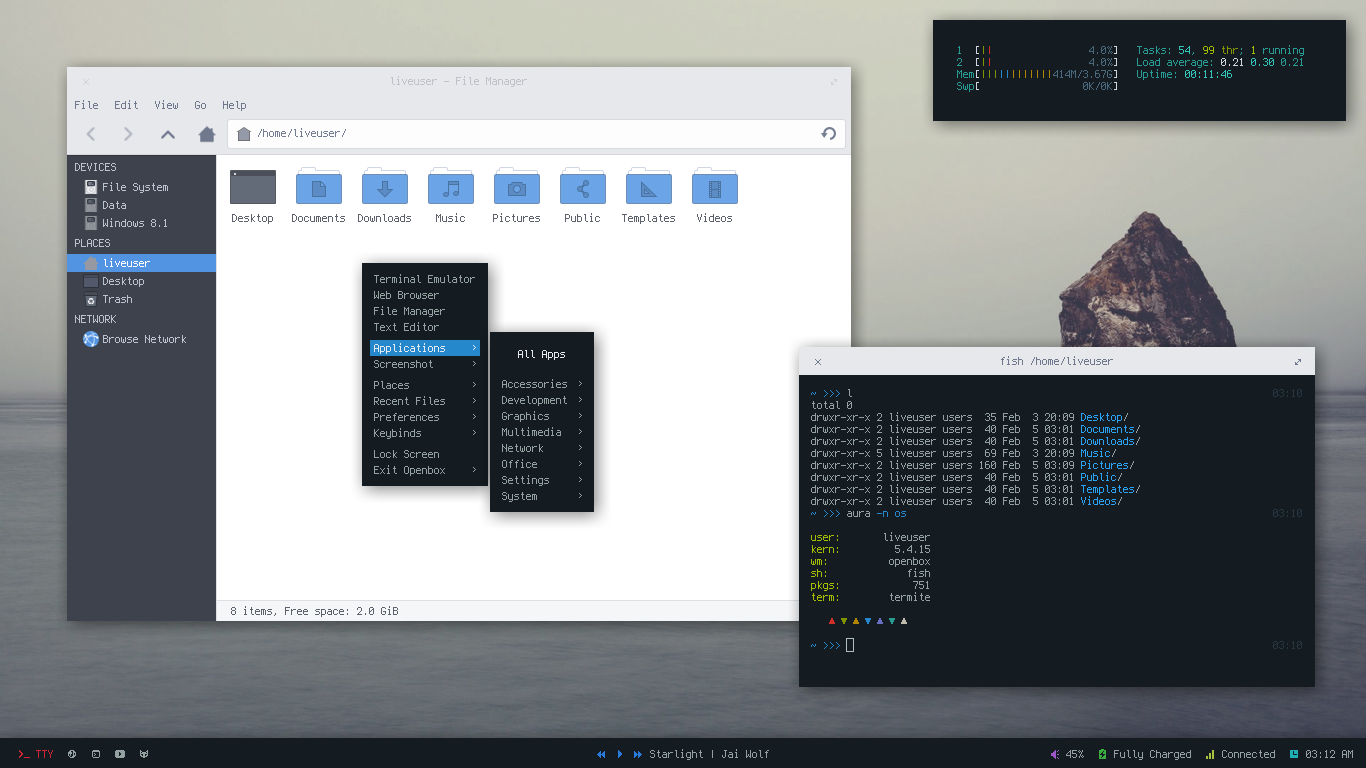 liveuser - File Manager
File Edit View Go Help
/home/liveuser/
DEVICES
File System
Data
Windows 8.1
PLACES
liveuser
Desktop
Trash
NETWORK
Browse Network
Desktop Documents Downloads Music Pictures Public Templates Videos
8 items, Free space: 2.0 GiB
Terminal Emulator
Web Browser
File Manager
Text Editor
Applications >
Screenshot >
Places >
Recent Files >
Preferences >
Keybinds >
Lock Screen
Exit Openbox >
All Apps
Accessories >
Development >
Graphics >
Multimedia >
Network >
Office >
Settings >
System >
1 [|| 4.0%] Tasks: 54, 99 thr; 1 running
2 [|| 4.0%] Load average: 0.21 0.30 0.21
Mem[||||||||||||414M/3.67G] Uptime: 00:11:46
Swp[ 0K/0K]
fish /home/liveuser
~ >>> l 03:10
total 0
drwxr-xr-x 2 liveuser users 35 Feb 3 20:09 Desktop/
drwxr-xr-x 2 liveuser users 40 Feb 5 03:01 Documents/
drwxr-xr-x 2 liveuser users 40 Feb 5 03:01 Downloads/
drwxr-xr-x 5 liveuser users 69 Feb 3 20:09 Music/
drwxr-xr-x 2 liveuser users 160 Feb 5 03:09 Pictures/
drwxr-xr-x 2 liveuser users 40 Feb 5 03:01 Public/
drwxr-xr-x 2 liveuser users 40 Feb 5 03:01 Templates/
drwxr-xr-x 2 liveuser users 40 Feb 5 03:01 Videos/
~ >>> aura -n os 03:10
user: liveuser
kern: 5.4.15
wm: openbox
sh: fish
pkgs: 751
term: termite
~ >>> 03:10
>_ TTY
Starlight | Jai Wolf
45% Fully Charged Connected 03:12 AM